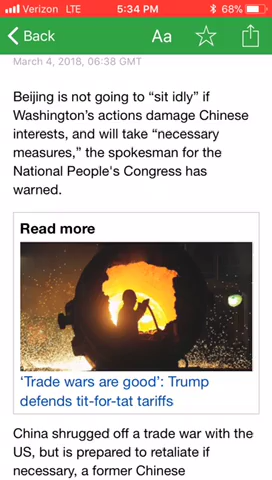 Verizon 5:34 PM 68%
Back Aa
March 4, 2018, 06:38 GMT
Beijing is not going to “sit idly” if
Washington’s actions damage Chinese
interests, and will take “necessary
measures,” the spokesman for the
National People's Congress has
warned.
Read more
‘Trade wars are good’: Trump
defends tit-for-tat tariffs
China shrugged off a trade war with the
US, but is prepared to retaliate if
necessary, a former Chinese